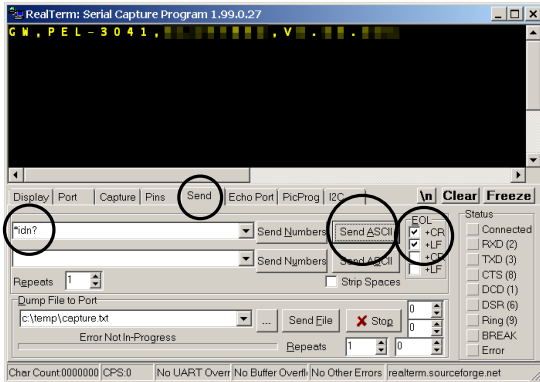 RealTerm: Serial Capture Program 1.99.0.27
GW,PEL-3041, ,V . .
Display Port Capture Pins Send Echo Port PicProg I2C \n Clear Freeze
*idn? Send Numbers Send ASCII EOL +CR +LF
Send Numbers Send ASCII +CR +LF
Repeats 1 Strip Spaces
Dump File to Port
c:\temp\capture.txt ... Send File Stop 0
Error Not In-Progress Repeats 1 0 0
Status
Connected
RXD (2)
TXD (3)
CTS (8)
DCD (1)
DSR (6)
Ring (9)
BREAK
Error
Char Count:0000000 CPS:0 No UART Overr No Buffer Overfl No Other Errors realterm.sourceforge.net